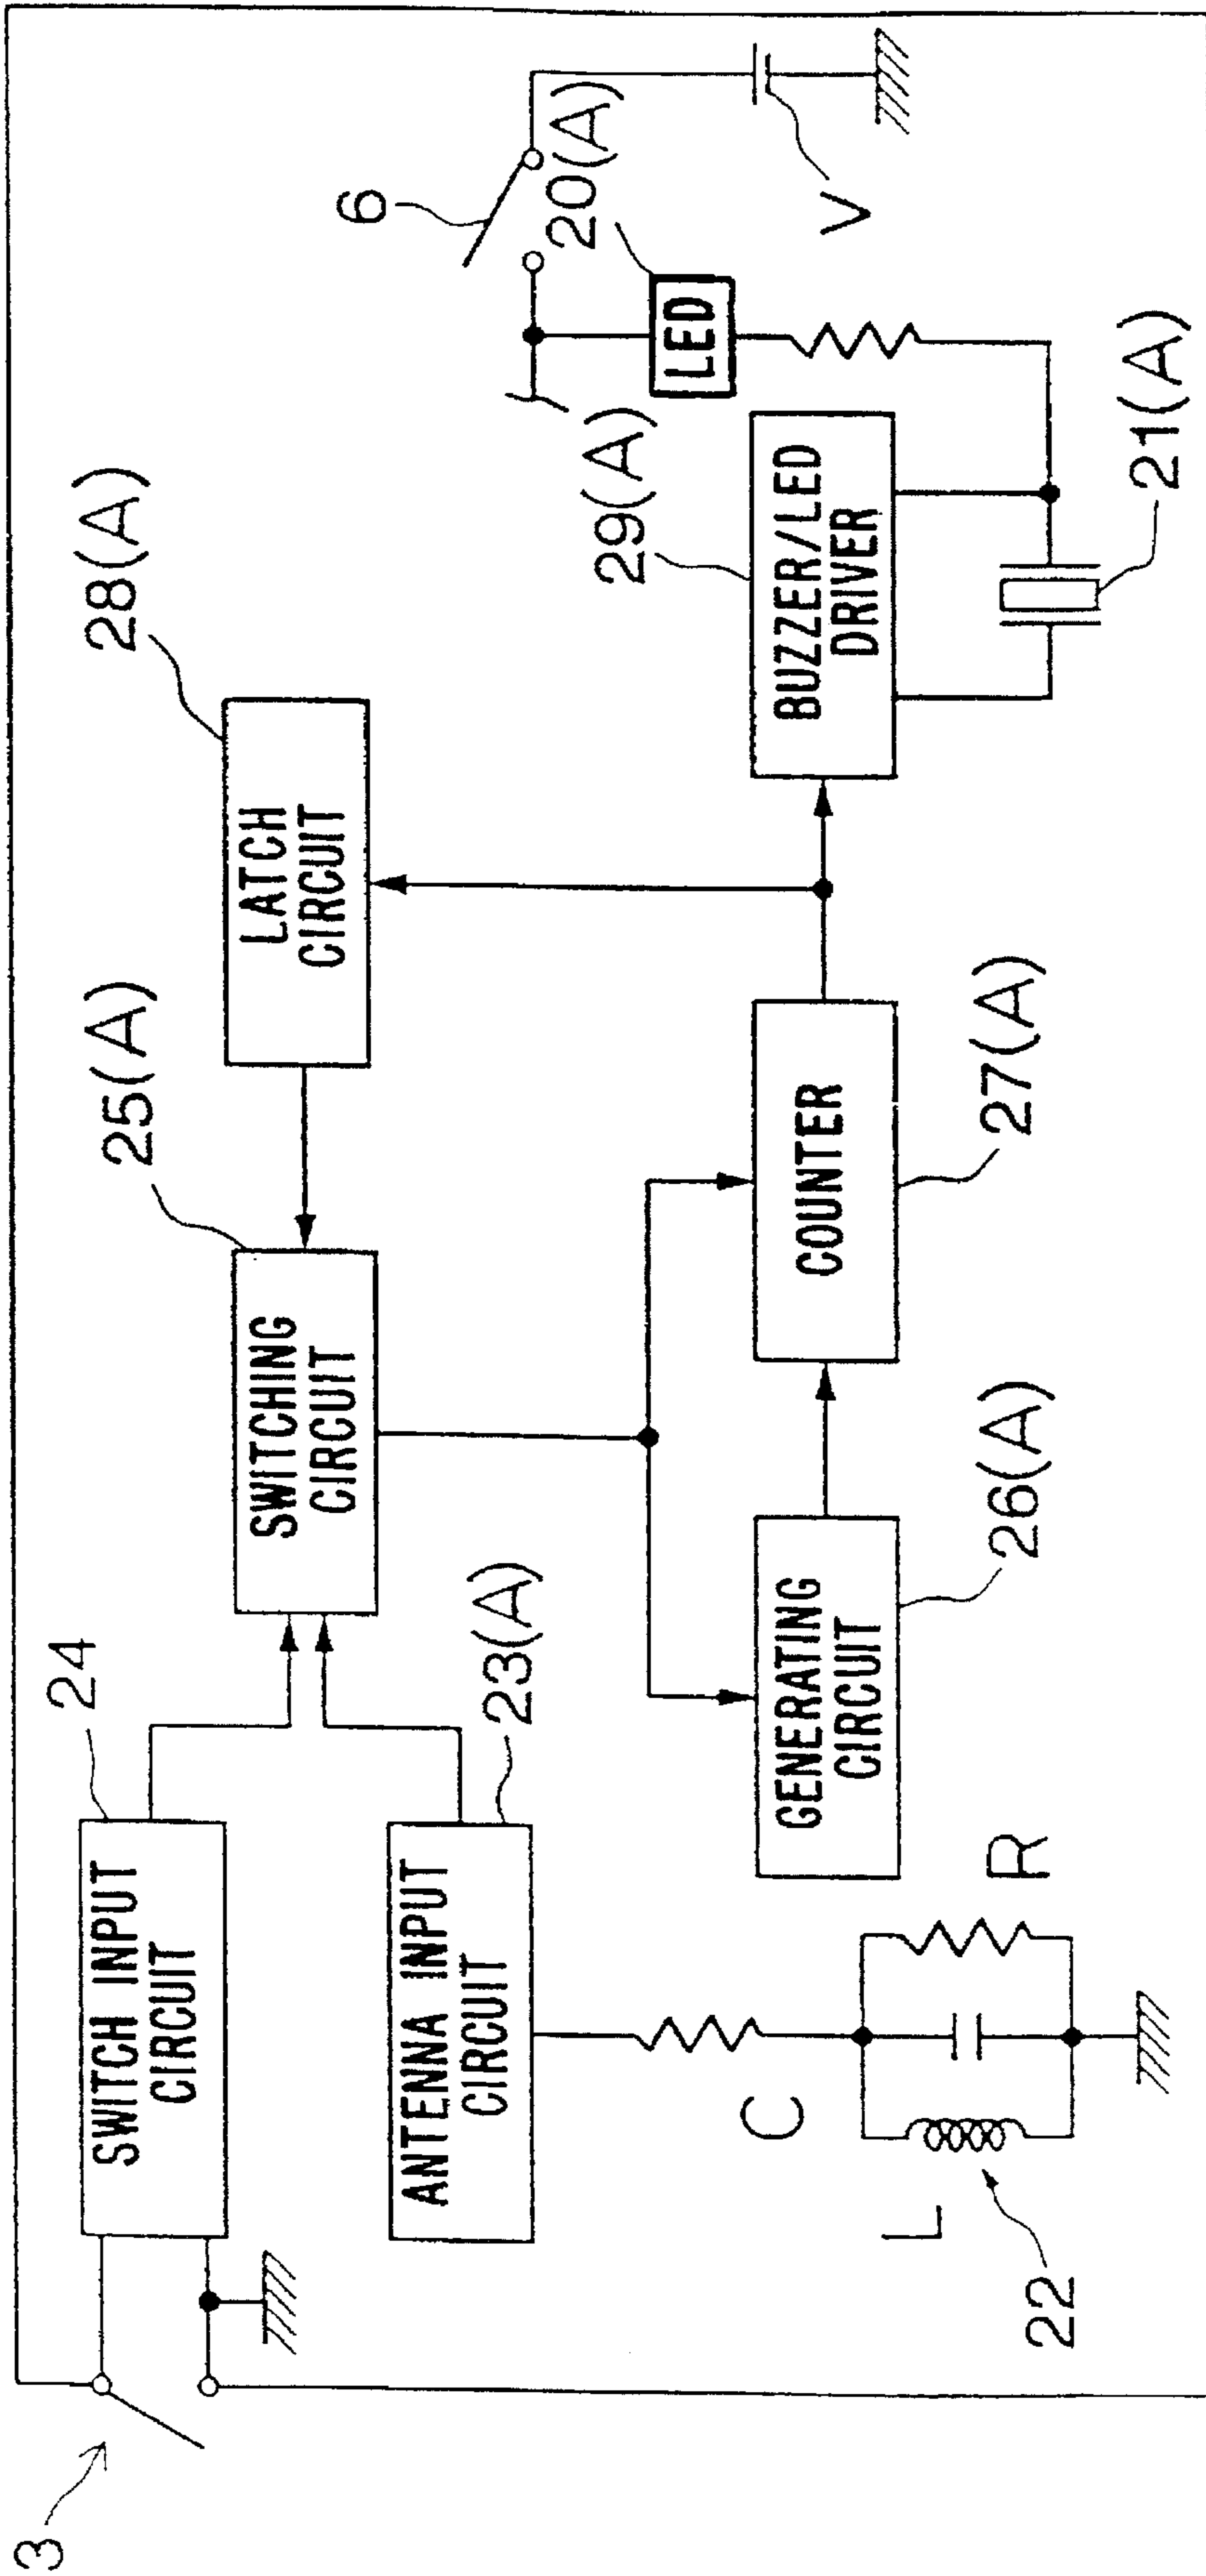 3
24
SWITCH INPUT
CIRCUIT
25(A)
SWITCHING
CIRCUIT
28(A)
LATCH
CIRCUIT
6
ANTENNA INPUT
CIRCUIT
23(A)
20(A)
LED
V
C
L
R
22
GENERATING
CIRCUIT
26(A)
COUNTER
27(A)
29(A)
BUZZER/LED
DRIVER
21(A)